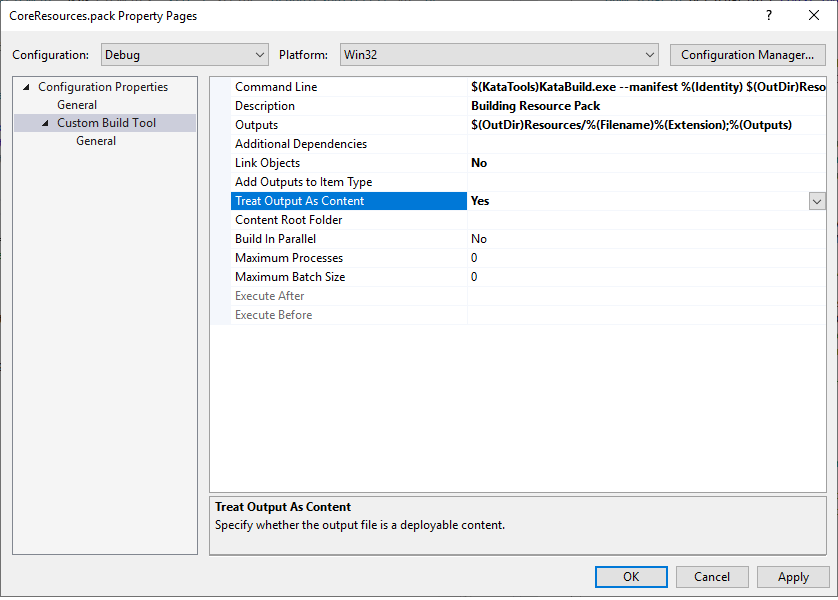 CoreResources.pack Property Pages
?
Configuration: Debug Platform: Win32 Configuration Manager...
Configuration Properties
General
Custom Build Tool
General
Command Line $(KataTools)KataBuild.exe --manifest %(Identity) $(OutDir)Reso
Description Building Resource Pack
Outputs $(OutDir)Resources/%(Filename)%(Extension);%(Outputs)
Additional Dependencies
Link Objects No
Add Outputs to Item Type
Treat Output As Content Yes
Content Root Folder
Build In Parallel No
Maximum Processes 0
Maximum Batch Size 0
Execute After
Execute Before
Treat Output As Content
Specify whether the output file is a deployable content.
OK Cancel Apply